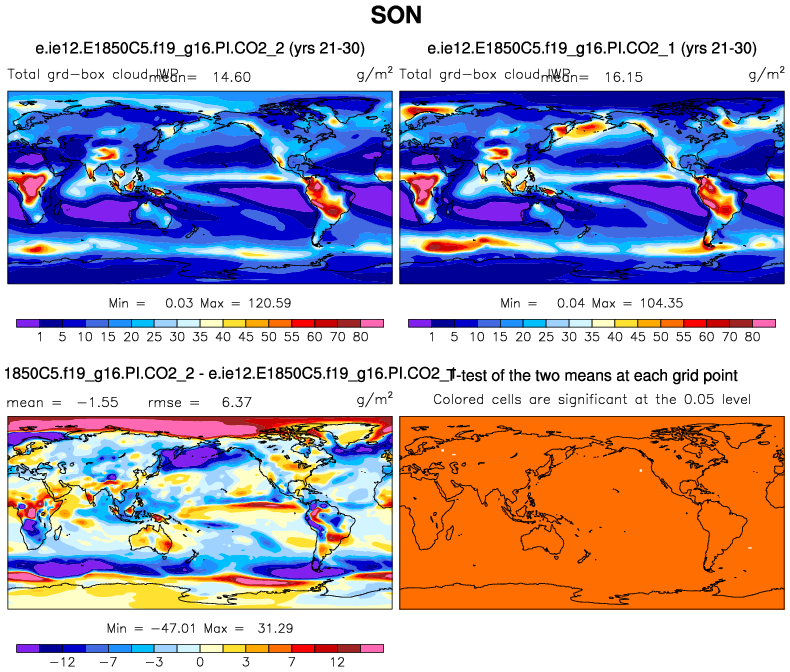 SON
e.ie12.E1850C5.f19_g16.PI.CO2_2 (yrs 21-30)
Total grd-box cloud IWP mean= 14.60 g/m²
Min = 0.03 Max = 120.59
1 5 10 15 20 25 30 35 40 45 50 55 60 70 80
e.ie12.E1850C5.f19_g16.PI.CO2_1 (yrs 21-30)
Total grd-box cloud IWP mean= 16.15 g/m²
Min = 0.04 Max = 104.35
1 5 10 15 20 25 30 35 40 45 50 55 60 70 80
1850C5.f19_g16.PI.CO2_2 - e.ie12.E1850C5.f19_g16.PI.CO2_1
mean = -1.55 rmse = 6.37 g/m²
Min = -47.01 Max = 31.29
-12 -7 -3 0 3 7 12
T-test of the two means at each grid point
Colored cells are significant at the 0.05 level